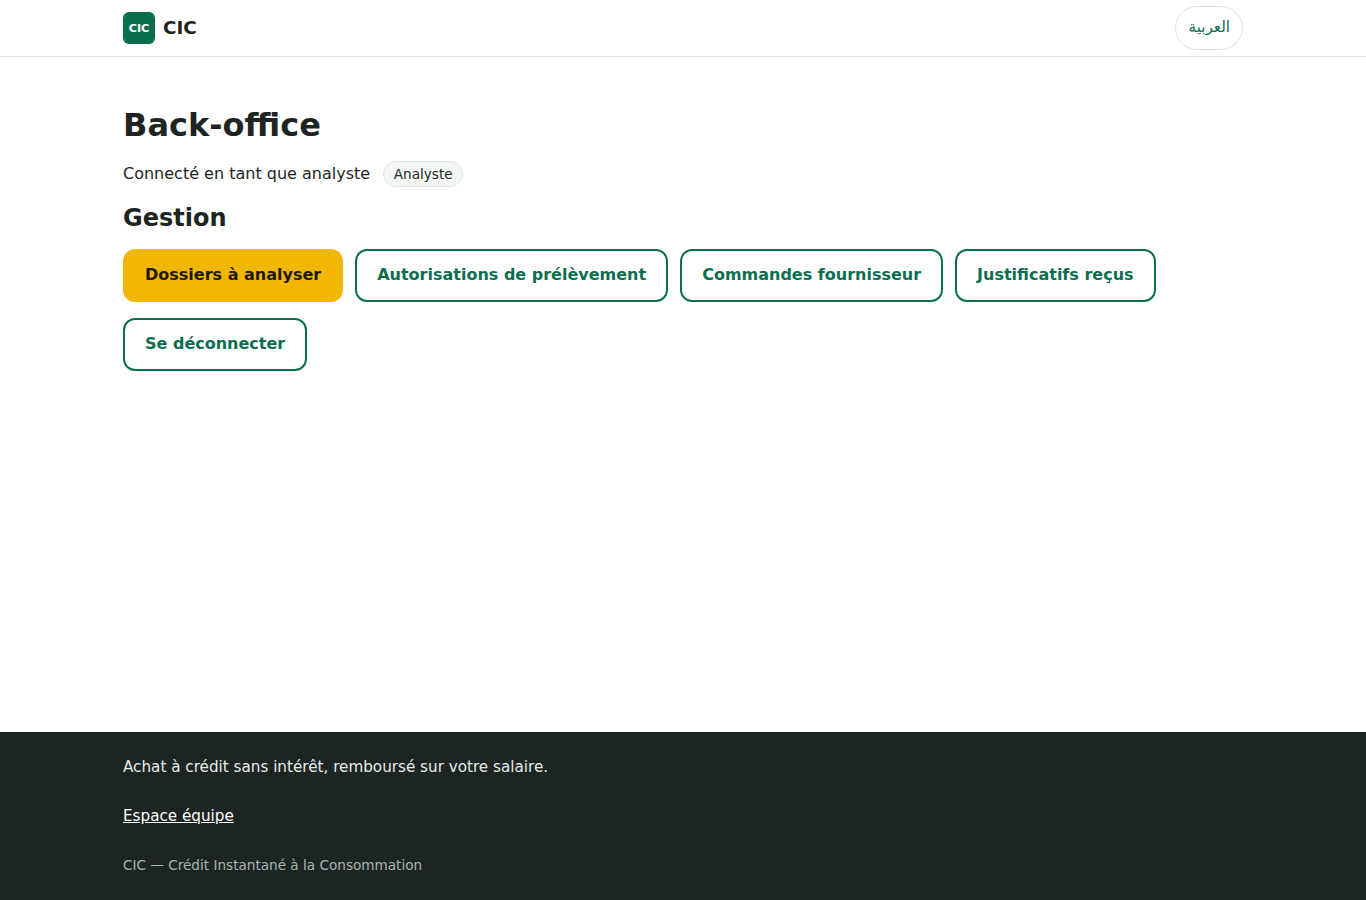 CIC CIC
العربية
Back-office
Connecté en tant que analyste Analyste
Gestion
Dossiers à analyser Autorisations de prélèvement Commandes fournisseur Justificatifs reçus
Se déconnecter
Achat à crédit sans intérêt, remboursé sur votre salaire.
Espace équipe
CIC — Crédit Instantané à la Consommation